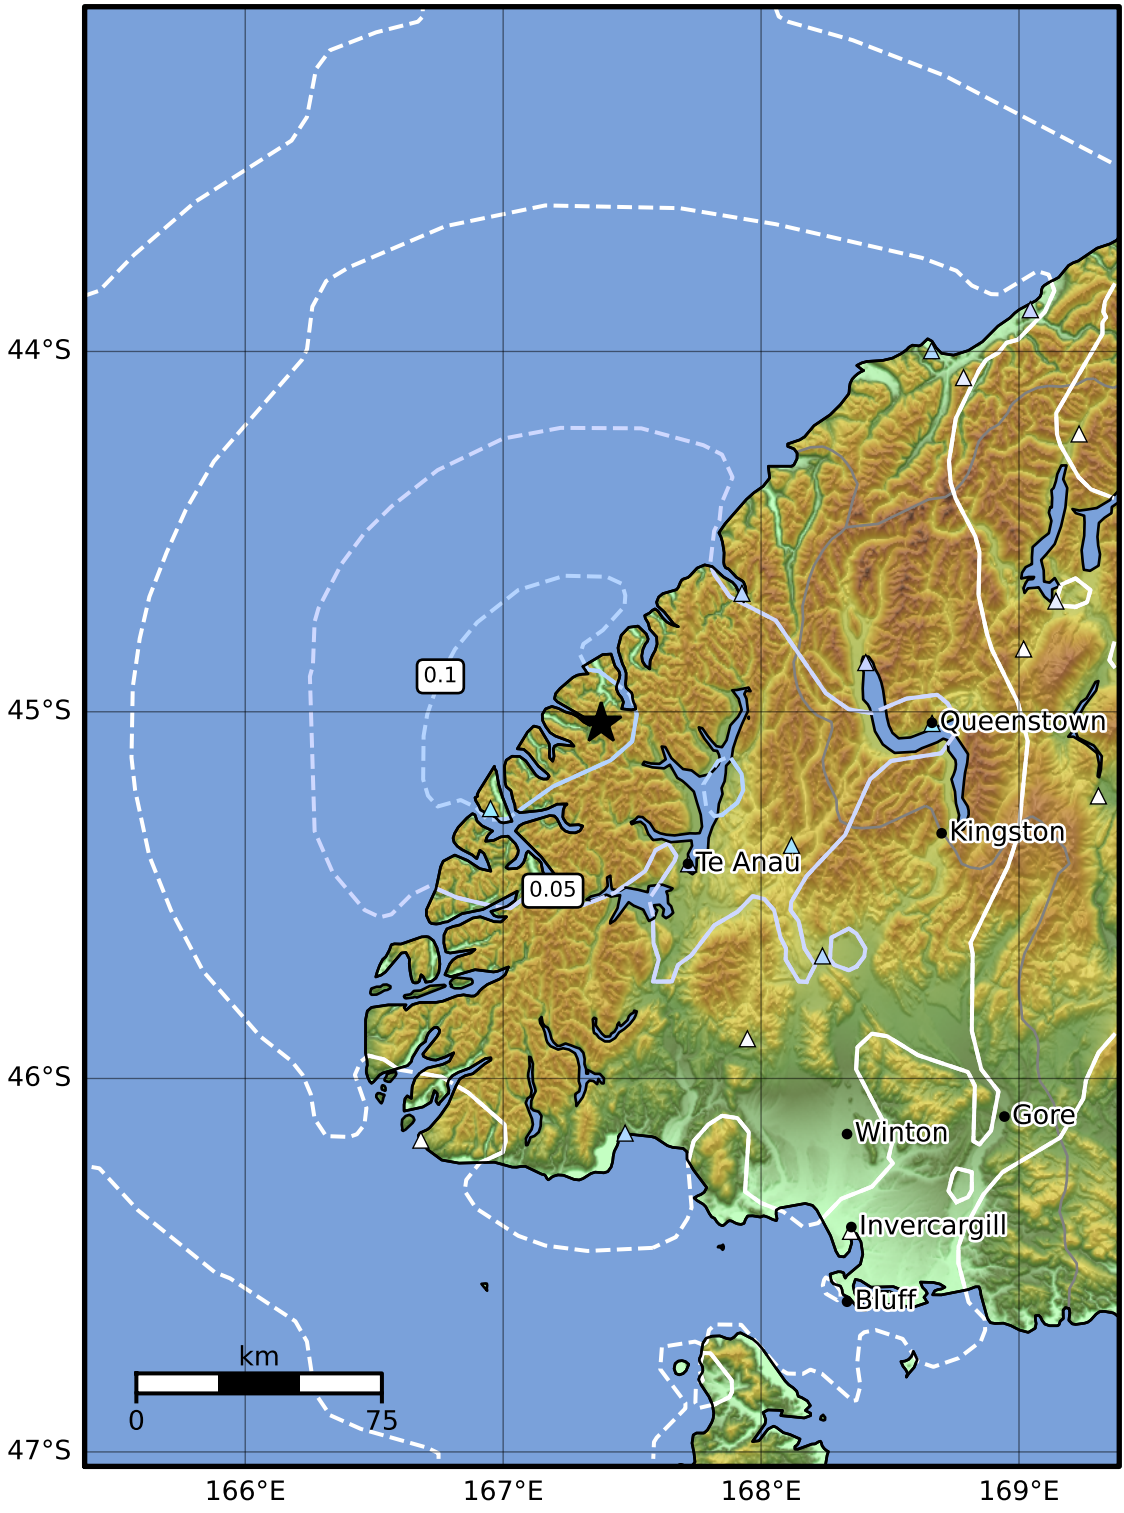 44°S
0.1
45°S
Queenstown
Kingston
Te Anau
0.05
46°S
Gore
Winton
Invercargill
Bluff
km
0 75
47°S
166°E 167°E 168°E 169°E